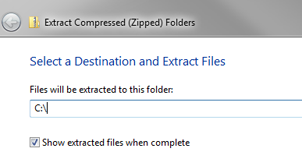 Extract Compressed (Zipped) Folders
Select a Destination and Extract Files
Files will be extracted to this folder:
C:\
Show extracted files when complete